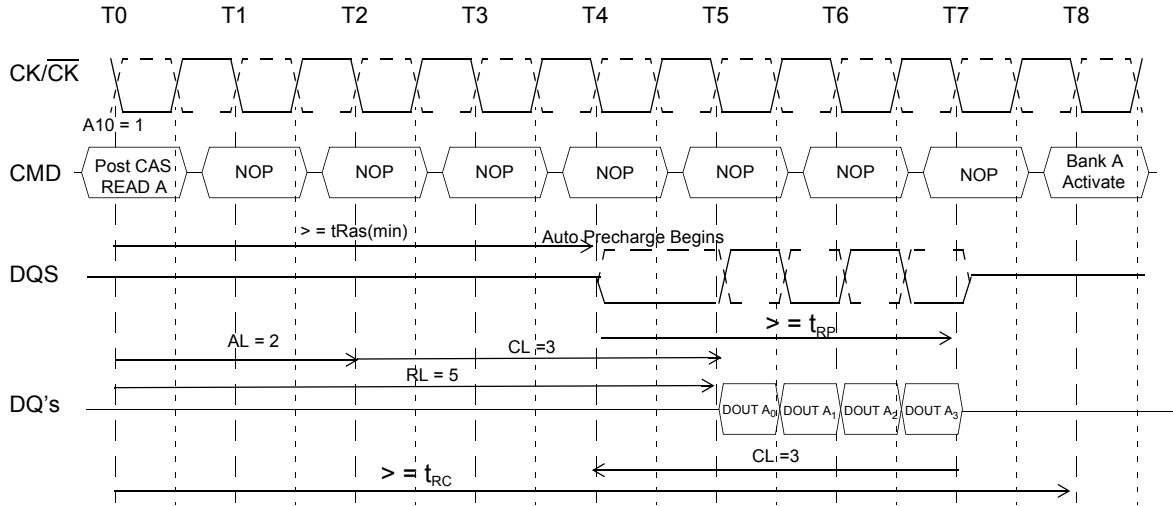 T0 T1 T2 T3 T4 T5 T6 T7 T8
CK/CK
A10 = 1
CMD
Post CAS
READ A
NOP NOP NOP NOP NOP NOP NOP
Bank A
Activate
> = tRas(min)
Auto Precharge Begins
DQS
> = tRP
AL = 2
CL =3
RL = 5
DQ's
DOUT A0 DOUT A1 DOUT A2 DOUT A3
CL =3
> = tRC